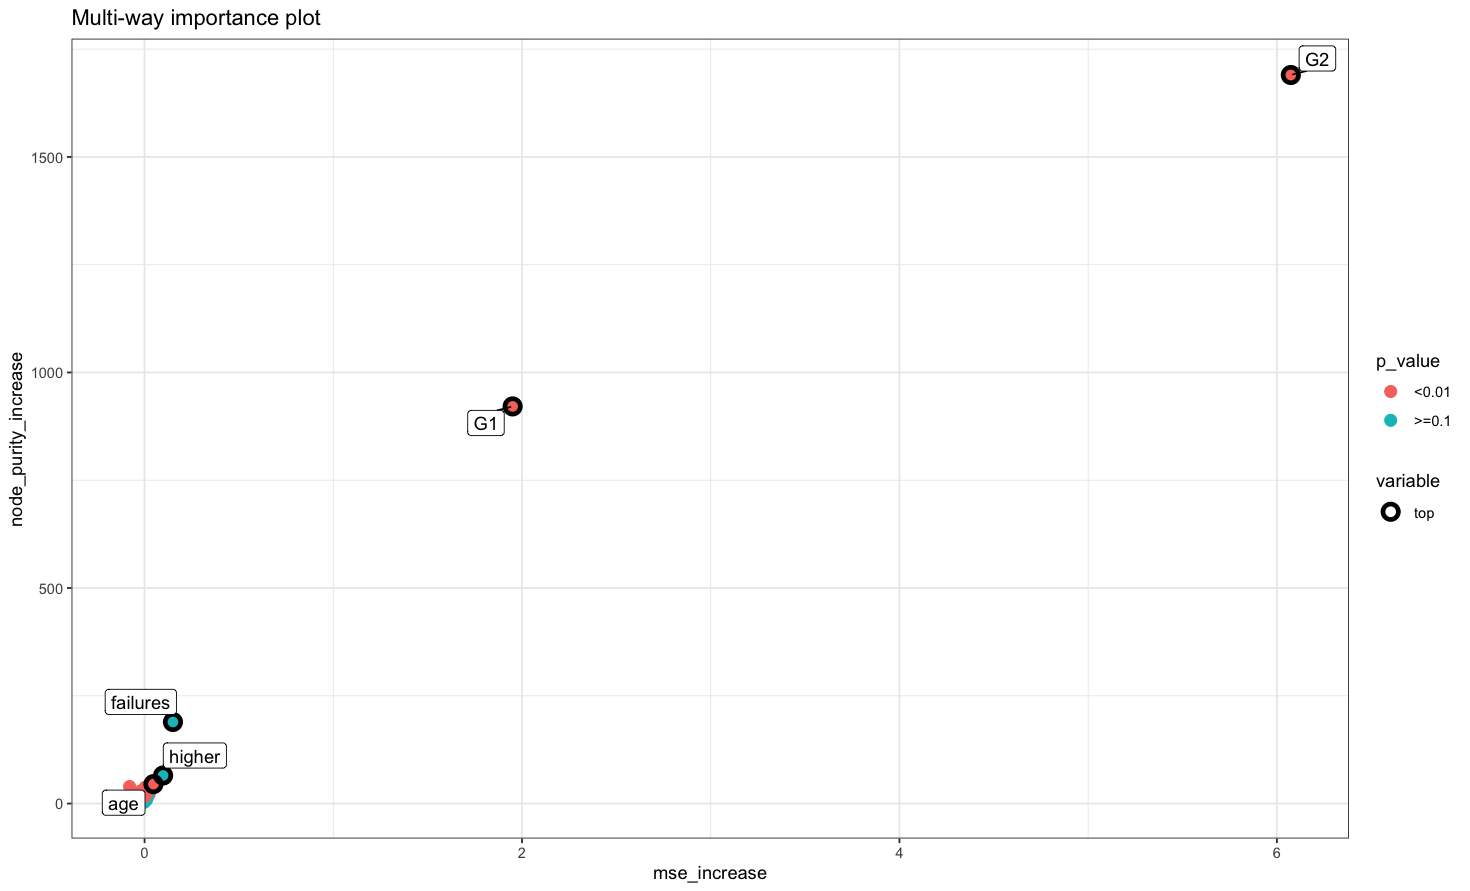 Multi-way importance plot
G2
1500
1000
G1
500
failures
higher
age
0
0
2
4
6
mse_increase
node_purity_increase
p_value
<0.01
>=0.1
variable
top